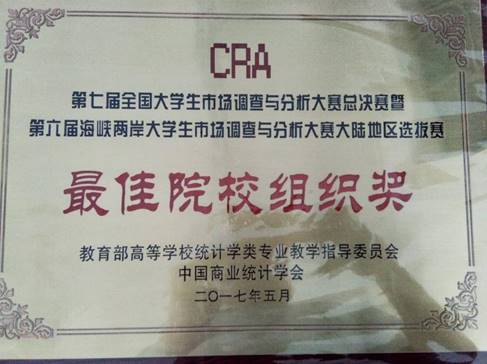 CRA
第七届全国大学生市场调查与分析大赛总决赛暨
第六届海峡两岸大学生市场调查与分析大赛大陆地区选拔赛
最佳院校组织奖
教育部高等学校统计学类专业教学指导委员会
中国商业统计学会
二〇一七年五月